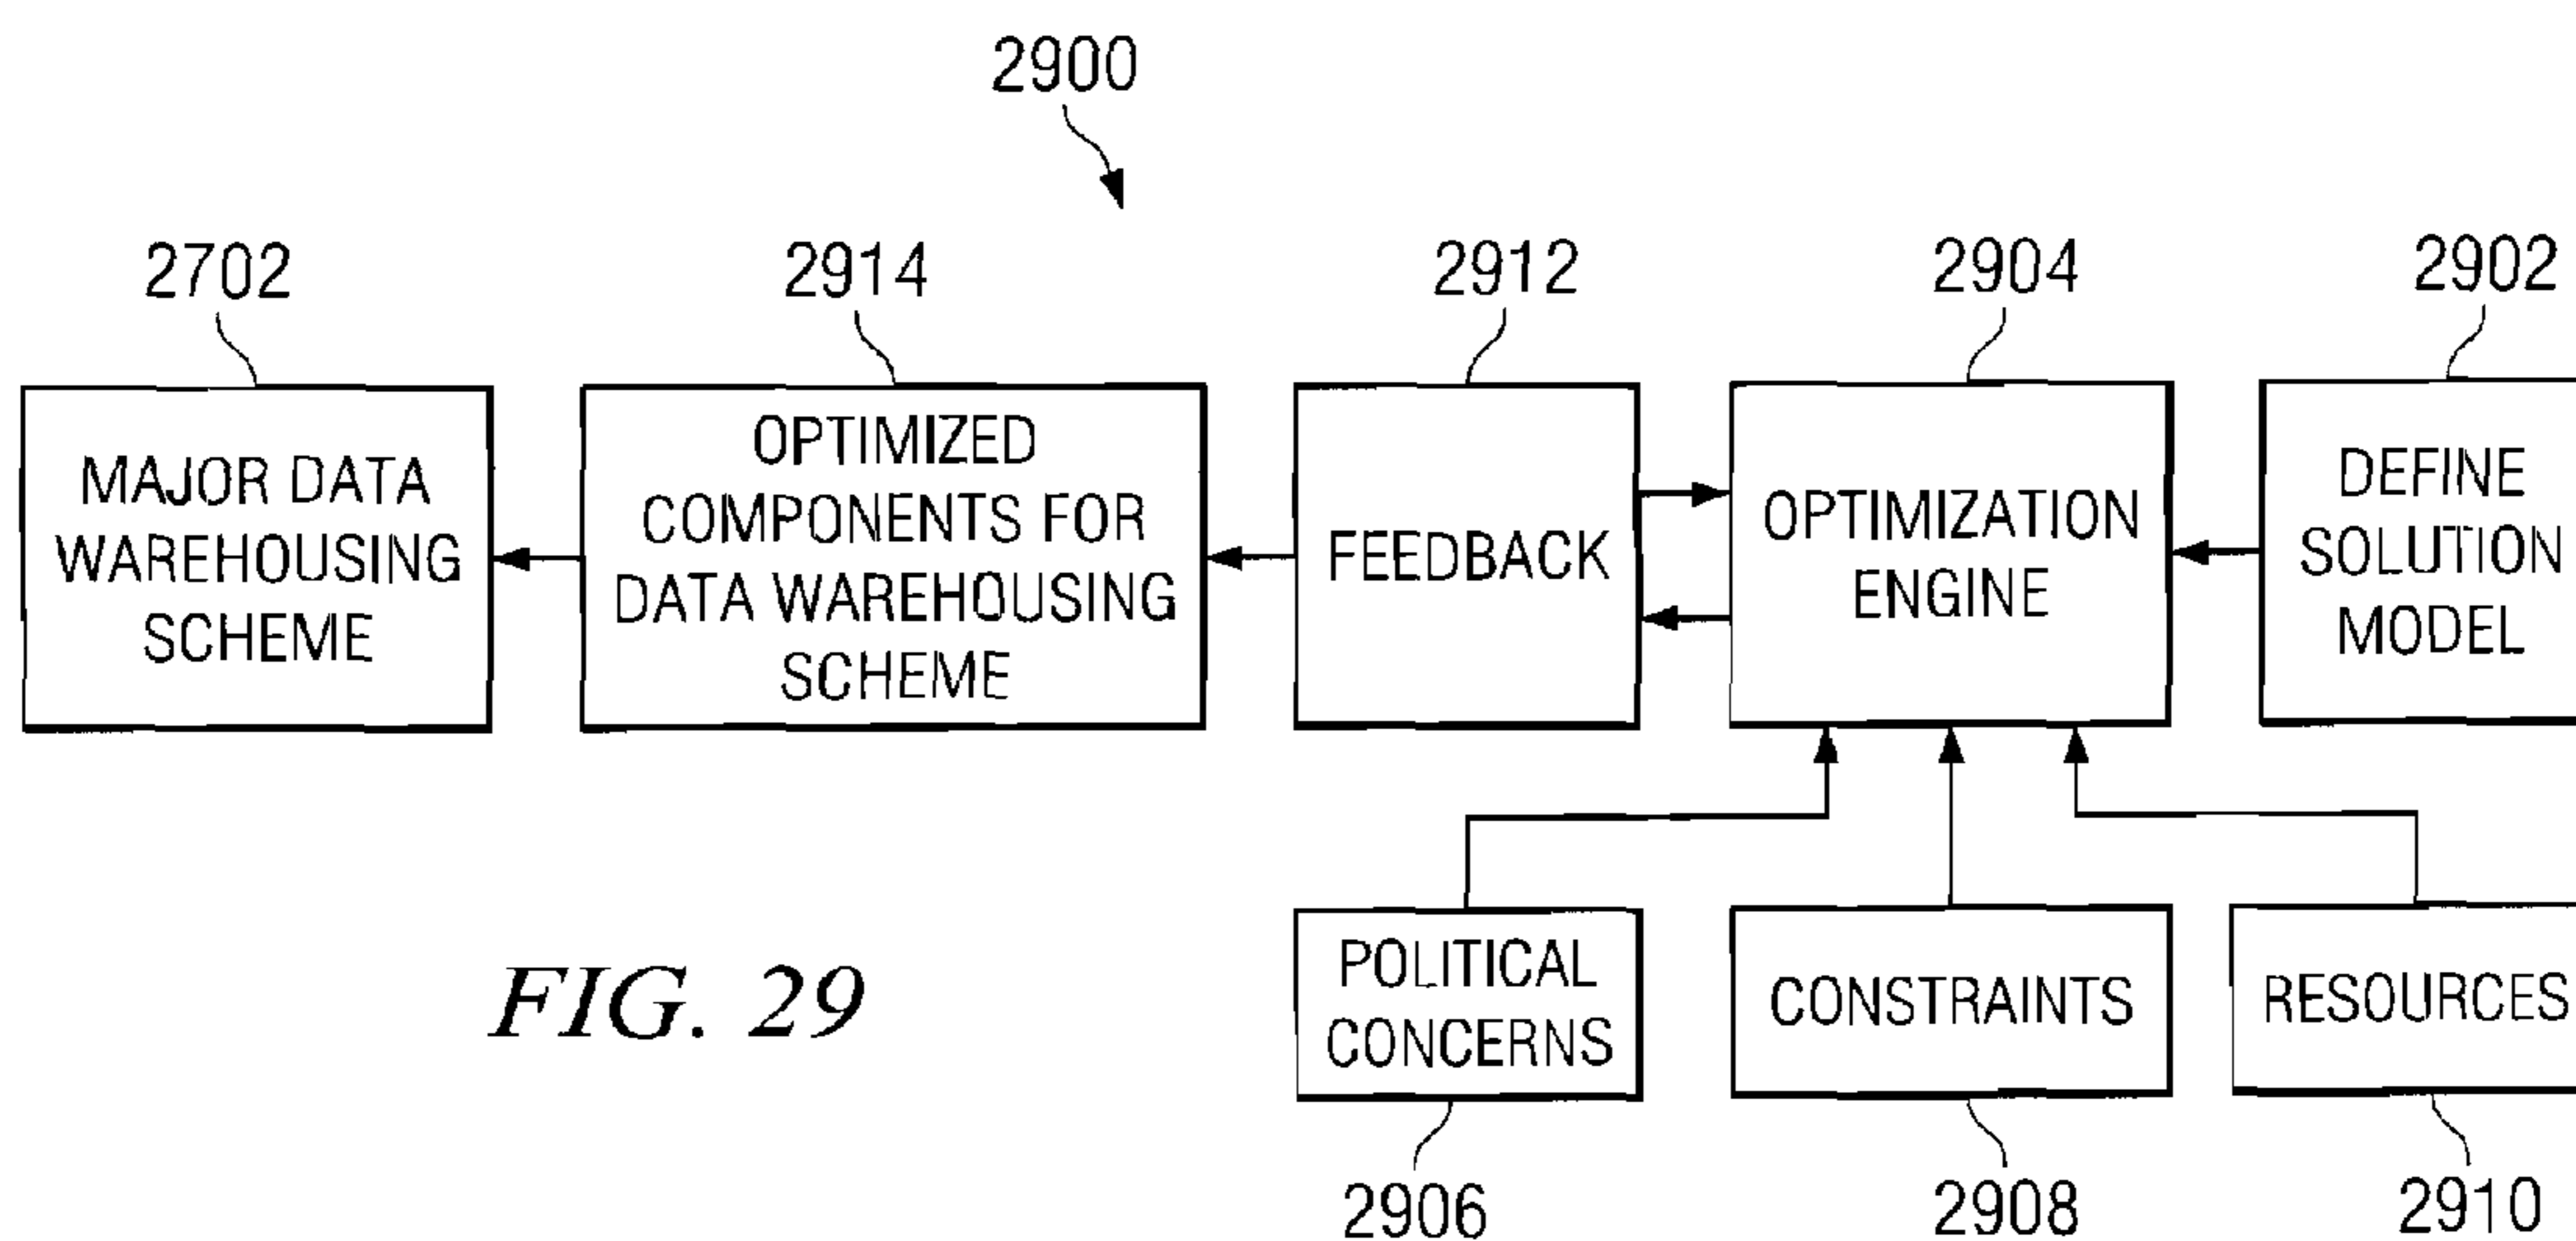 2900
2702
2914
2912
2904
2902
MAJOR DATA
WAREHOUSING
SCHEME
OPTIMIZED
COMPONENTS FOR
DATA WAREHOUSING
SCHEME
FEEDBACK
OPTIMIZATION
ENGINE
DEFINE
SOLUTION
MODEL
POLITICAL
CONCERNS
CONSTRAINTS
RESOURCES
2906
2908
2910
FIG. 29